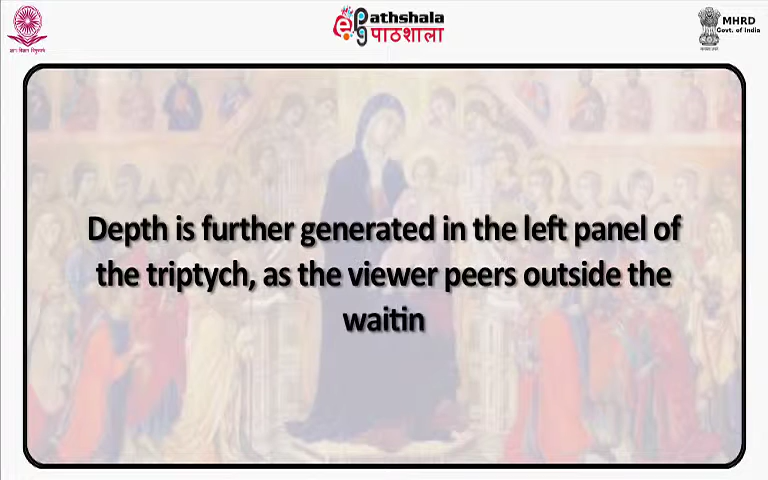 Pathshala
पाठशाला
MHRD
Govt. of India
Depth is further generated in the left panel of
the triptych, as the viewer peers outside the
waitin